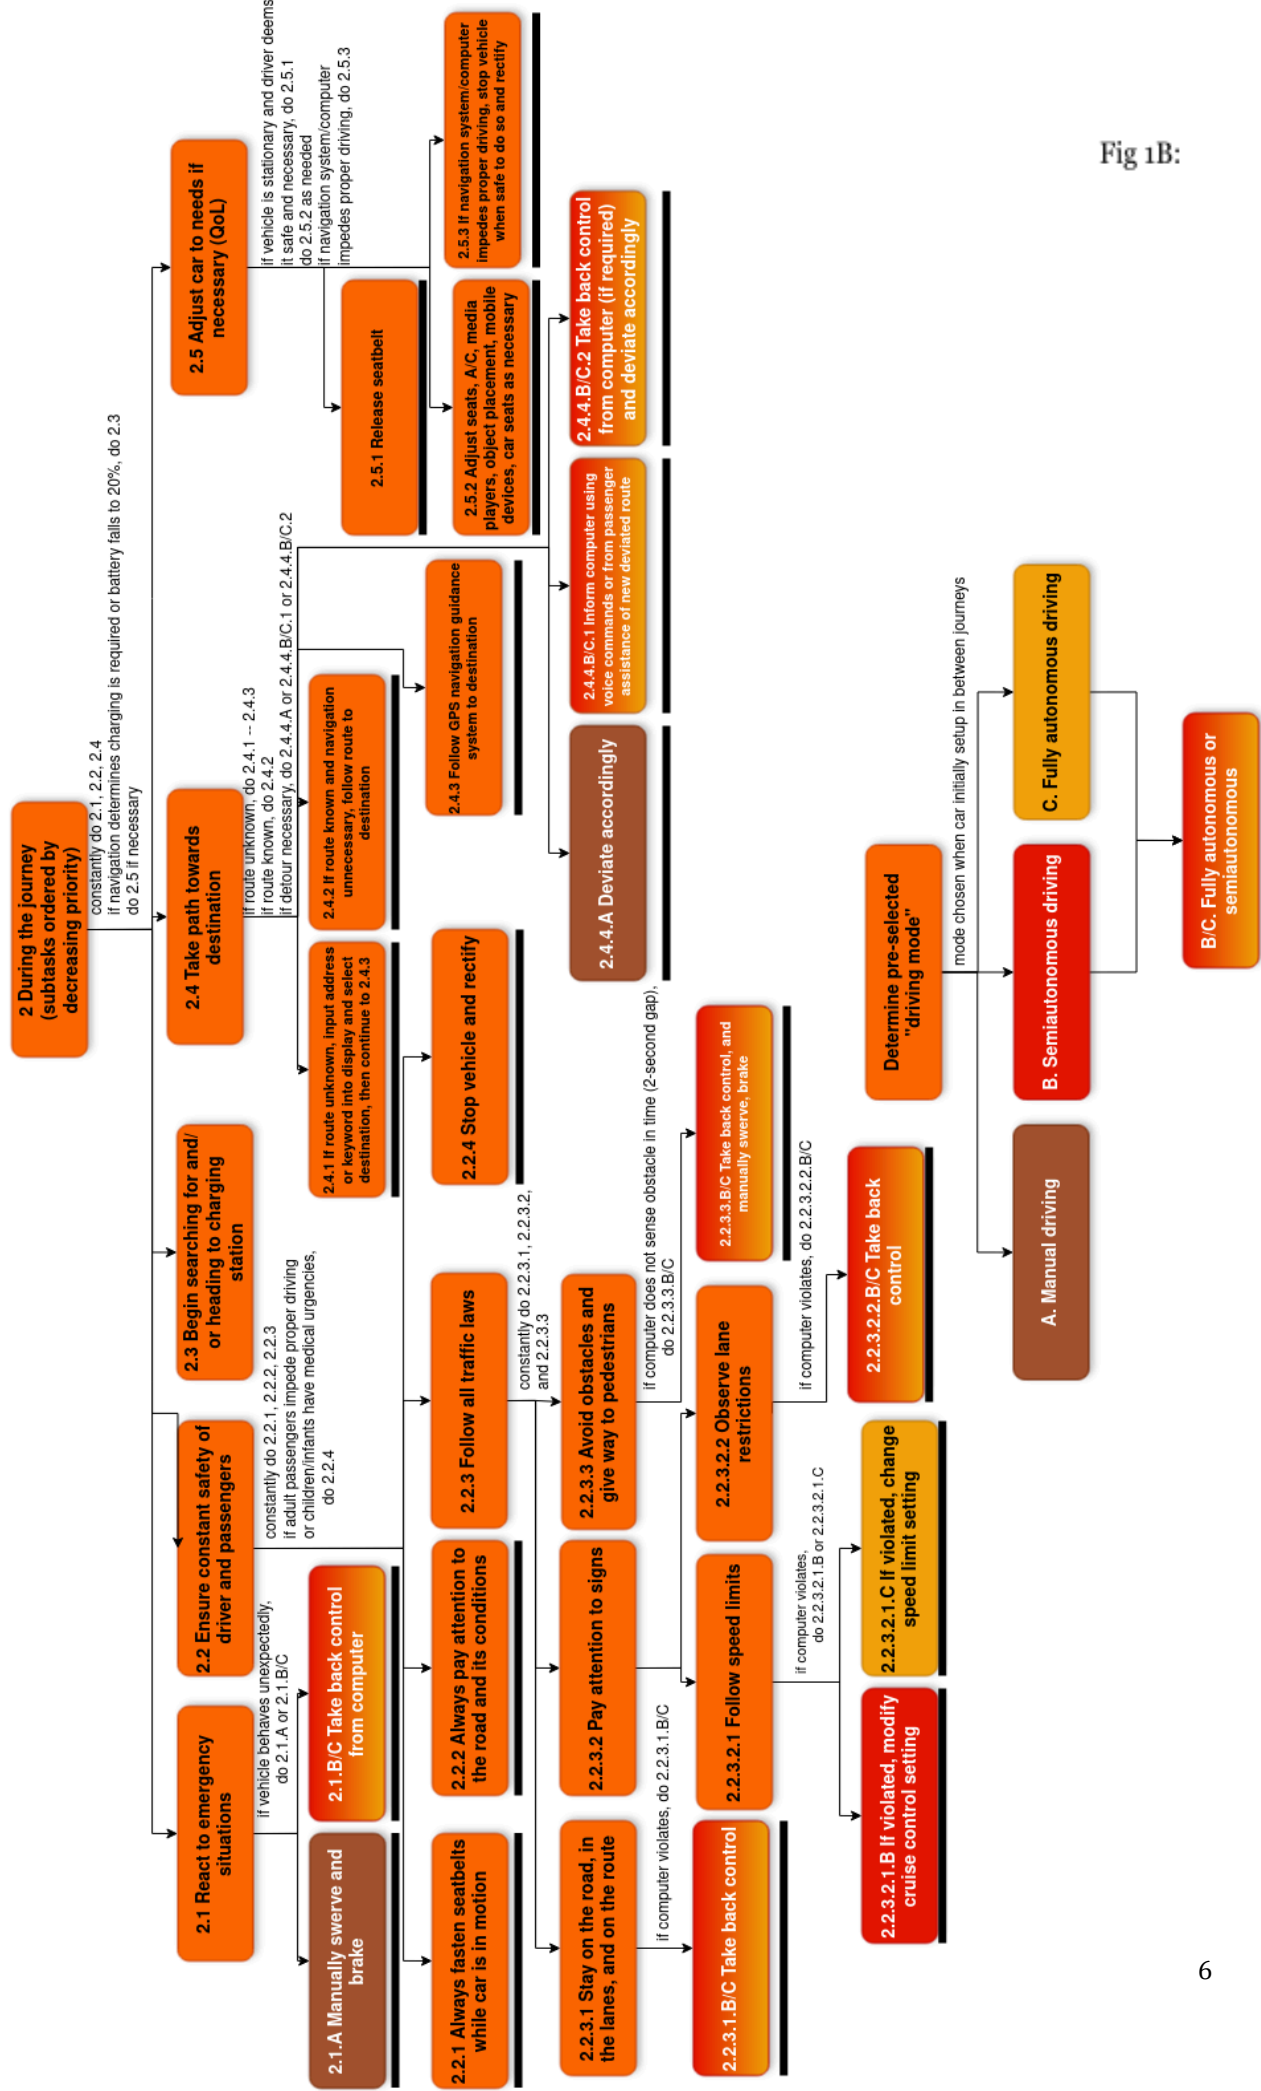 2 During the journey
(subtasks ordered by
decreasing priority)
constantly do 2.1, 2.2, 2.4
if navigation determines charging is required or battery falls to 20%, do 2.3
do 2.5 if necessary
2.1 React to emergency
situations
2.2 Ensure constant safety of
driver and passengers
2.3 Begin searching for and/
or heading to charging
station
2.4 Take path towards
destination
2.5 Adjust car to needs if
necessary (QoL)
if vehicle behaves unexpectedly,
do 2.1.A or 2.1.B/C
constantly do 2.2.1, 2.2.2, 2.2.3
if adult passengers impede proper driving
or children/infants have medical urgencies,
do 2.2.4
if route unknown, do 2.4.1 -- 2.4.3
if route known, do 2.4.2
if detour necessary, do 2.4.4.A or 2.4.4.B/C.1 or 2.4.4.B/C.2
if vehicle is stationary and driver deems
it safe and necessary, do 2.5.1
do 2.5.2 as needed
if navigation system/computer
impedes proper driving, do 2.5.3
2.1.A Manually swerve and
brake
2.1.B/C Take back control
from computer
2.4.1 If route unknown, input address
or keyword into display and select
destination, then continue to 2.4.3
2.4.2 If route known and navigation
unnecessary, follow route to
destination
2.5.1 Release seatbelt
2.2.1 Always fasten seatbelts
while car is in motion
2.2.2 Always pay attention to
the road and its conditions
2.2.3 Follow all traffic laws
2.2.4 Stop vehicle and rectify
2.4.3 Follow GPS navigation guidance
system to destination
2.5.2 Adjust seats, A/C, media
players, object placement, mobile
devices, car seats as necessary
2.5.3 If navigation system/computer
impedes proper driving, stop vehicle
when safe to do so and rectify
constantly do 2.2.3.1, 2.2.3.2,
and 2.2.3.3
2.2.3.1 Stay on the road, in
the lanes, and on the route
2.2.3.2 Pay attention to signs
2.2.3.3 Avoid obstacles and
give way to pedestrians
2.4.4.A Deviate accordingly
2.4.4.B/C.1 Inform computer using
voice commands or from passenger
assistance of new deviated route
2.4.4.B/C.2 Take back control
from computer (if required)
and deviate accordingly
if computer violates, do 2.2.3.1.B/C
if computer does not sense obstacle in time (2-second gap),
do 2.2.3.3.B/C
2.2.3.1.B/C Take back control
2.2.3.2.1 Follow speed limits
2.2.3.2.2 Observe lane
restrictions
2.2.3.3.B/C Take back control, and
manually swerve, brake
if computer violates,
do 2.2.3.2.1.B or 2.2.3.2.1.C
if computer violates, do 2.2.3.2.2.B/C
2.2.3.2.1.B If violated, modify
cruise control setting
2.2.3.2.1.C If violated, change
speed limit setting
2.2.3.2.2.B/C Take back
control
Determine pre-selected
"driving mode"
mode chosen when car initially setup in between journeys
A. Manual driving
B. Semiautonomous driving
C. Fully autonomous driving
B/C. Fully autonomous or
semiautonomous
Fig 1B:
6